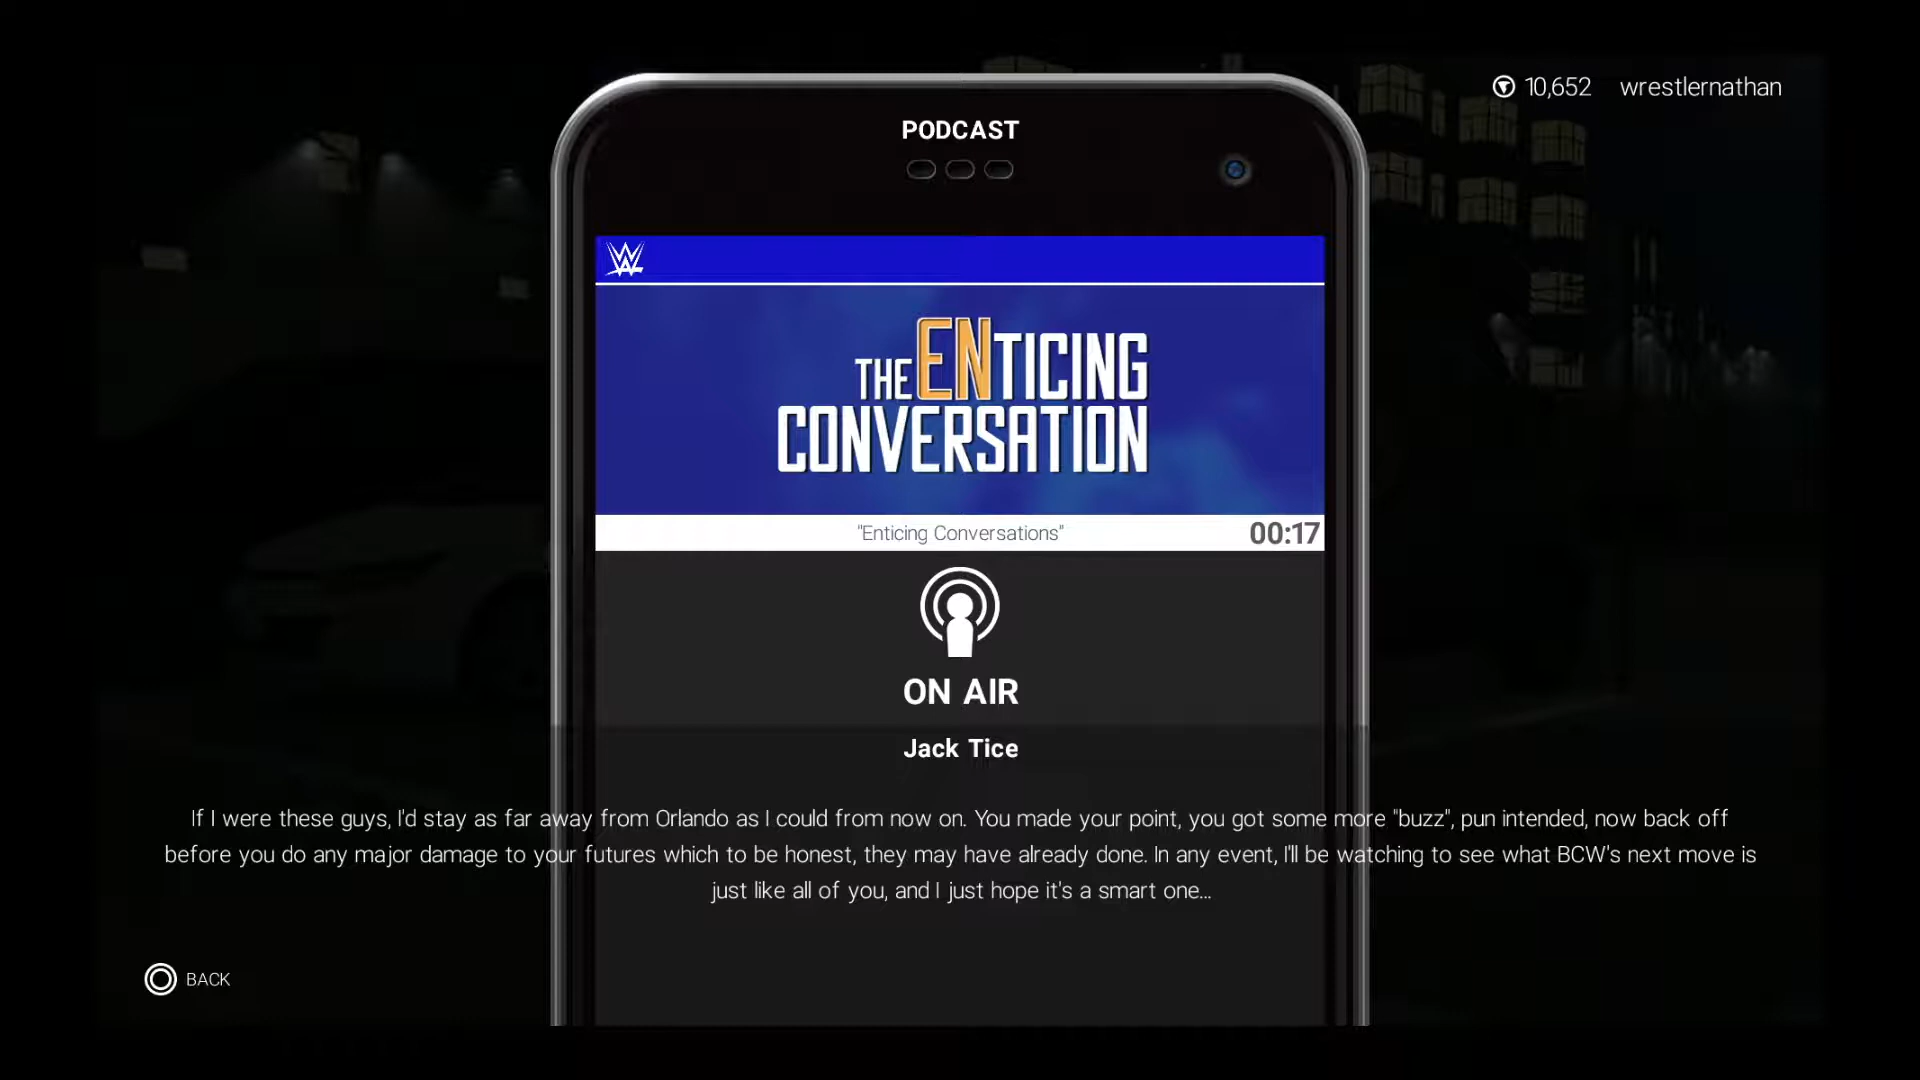 10,652 wrestlernathan
PODCAST
W
THE ENTICING
CONVERSATION
"Enticing Conversations" 00:17
ON AIR
Jack Tice
If I were these guys, I'd stay as far away from Orlando as I could from now on. You made your point, you got some more "buzz", pun intended, now back off
before you do any major damage to your futures which to be honest, they may have already done. In any event, I'll be watching to see what BCW's next move is
just like all of you, and I just hope it's a smart one...
BACK